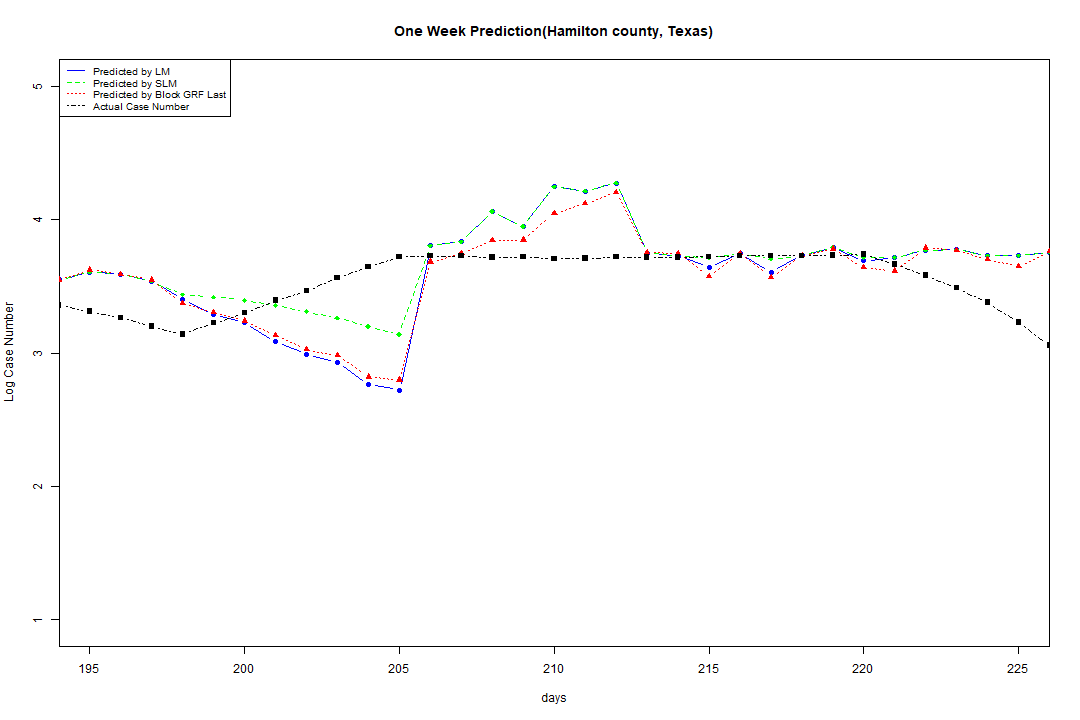 One Week Prediction(Hamilton county, Texas)
Predicted by LM
Predicted by SLM
Predicted by Block GRF Last
Actual Case Number
5
4
3
2
1
Log Case Number
195 200 205 210 215 220 225
days